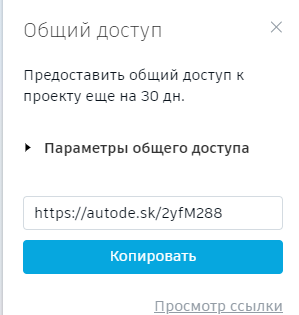 Общий доступ
Предоставить общий доступ к
проекту еще на 30 дн.
Параметры общего доступа
https://autode.sk/2yfM288
Копировать
Просмотр ссылки